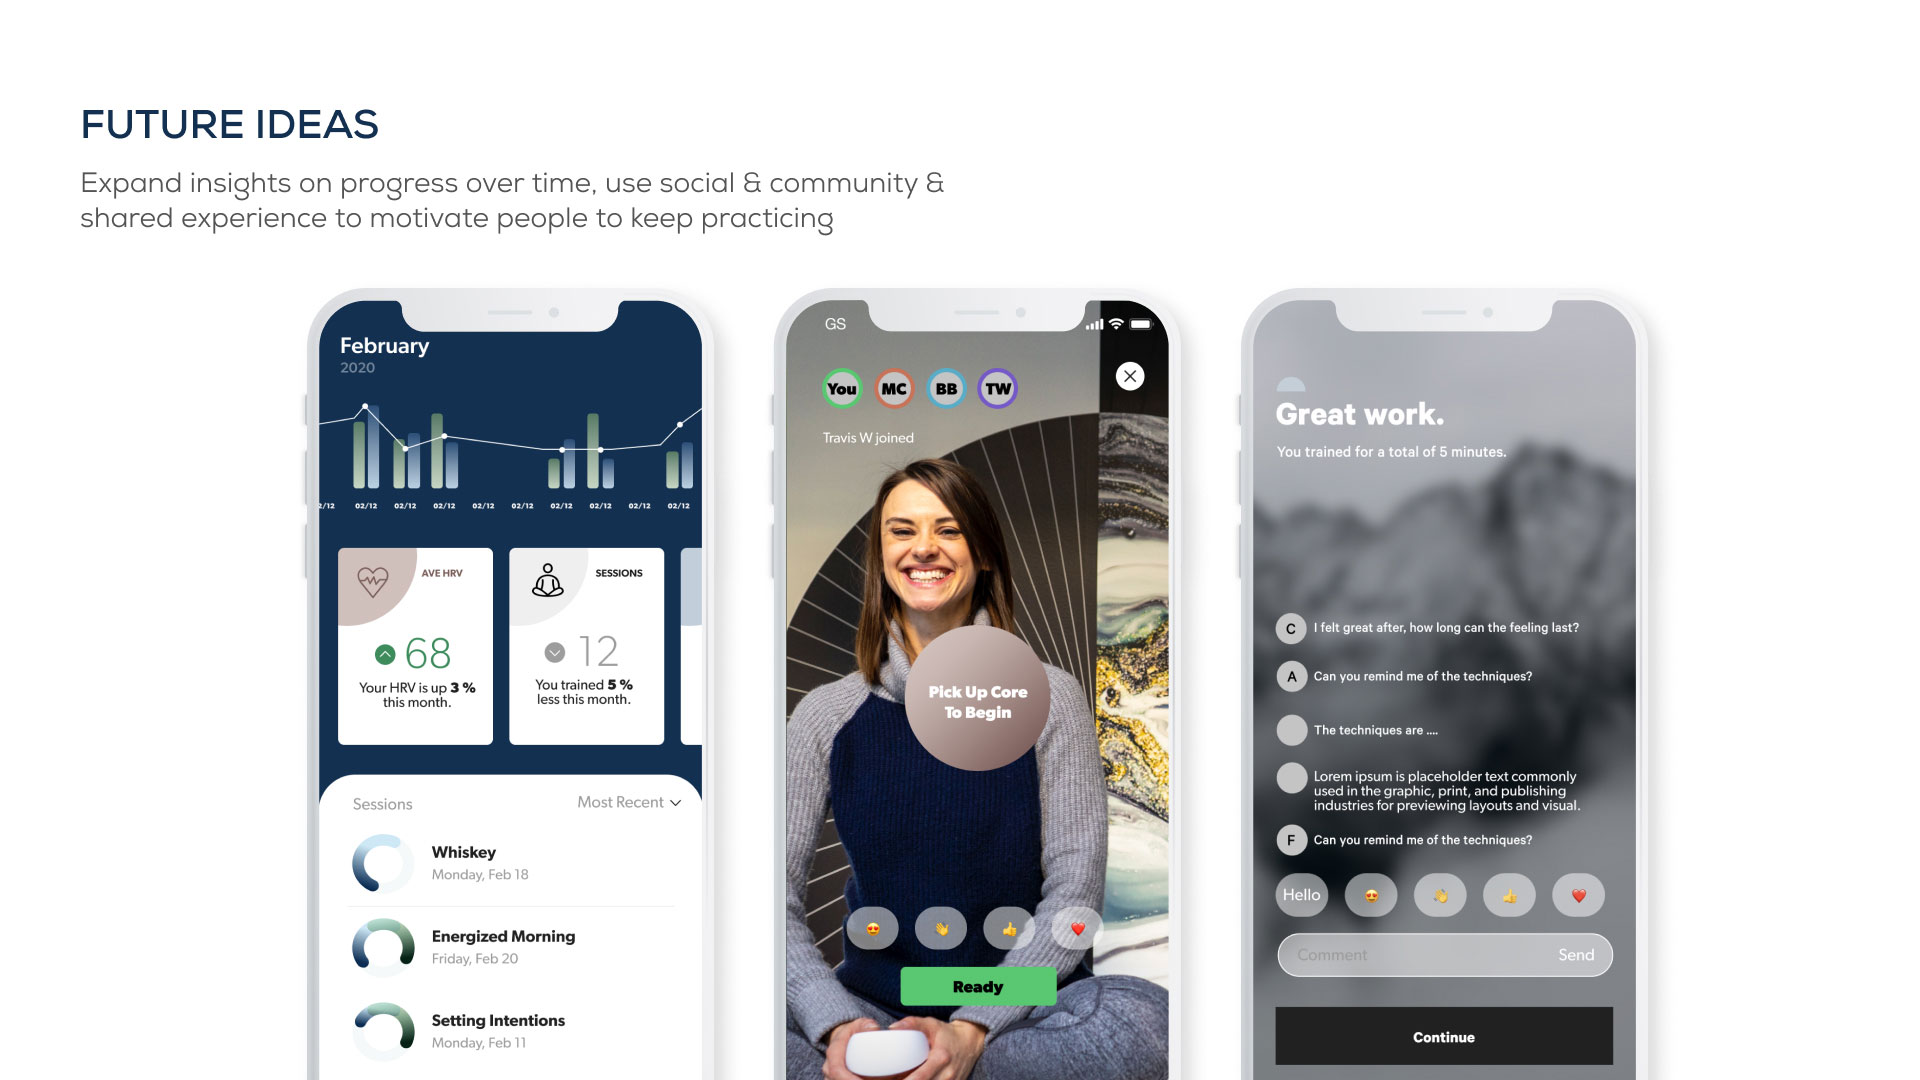 FUTURE IDEAS
Expand insights on progress over time, use social & community &
shared experience to motivate people to keep practicing
February
2020
2/12 02/12 02/12 02/12 02/12 02/12 02/12 02/12 02/12 02/12
AVE HRV
68
Your HRV is up 3 %
this month.
SESSIONS
12
You trained 5 %
less this month.
Sessions
Most Recent
Whiskey
Monday, Feb 18
Energized Morning
Friday, Feb 20
Setting Intentions
Monday, Feb 11
GS
You MC BB TW
Travis W joined
Pick Up Core
To Begin
Ready
Great work.
You trained for a total of 5 minutes.
C I felt great after, how long can the feeling last?
A Can you remind me of the techniques?
The techniques are ....
Lorem ipsum is placeholder text commonly
used in the graphic, print, and publishing
industries for previewing layouts and visual.
F Can you remind me of the techniques?
Hello
Comment Send
Continue